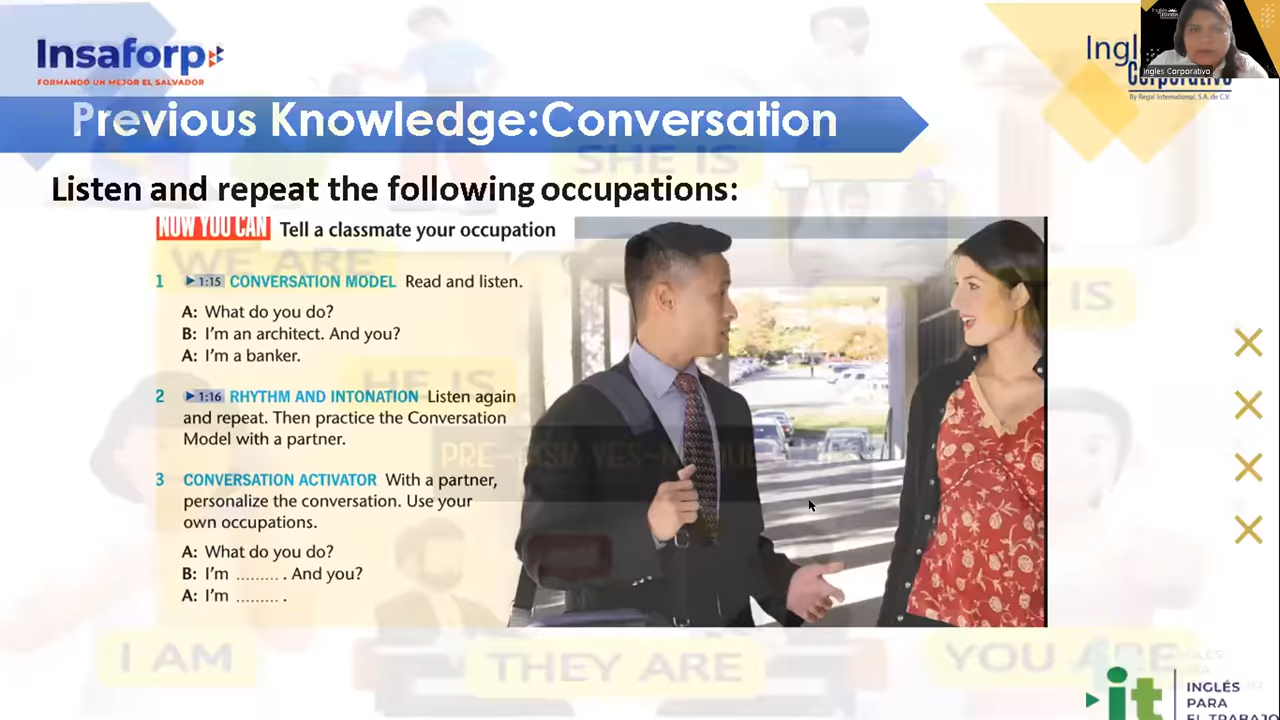 Insaforp
FORMANDO UN MEJOR EL SALVADOR
Ingles Corporativo
Corporativo
By Regal International, S.A. de C.V.
Previous Knowledge:Conversation
SHE IS
Listen and repeat the following occupations:
NOW YOU CAN Tell a classmate your occupation
WE ARE
IS
1 1:15 CONVERSATION MODEL Read and listen.
A: What do you do?
B: I'm an architect. And you?
A: I'm a banker.
HE IS
2 1:16 RHYTHM AND INTONATION Listen again
and repeat. Then practice the Conversation
Model with a partner.
3 CONVERSATION ACTIVATOR With a partner,
personalize the conversation. Use your
own occupations.
A: What do you do?
B: I'm ......... . And you?
A: I'm ......... .
I AM
THEY ARE
YOU ARE
it
INGLÉS
PARA
EL TRABAJO